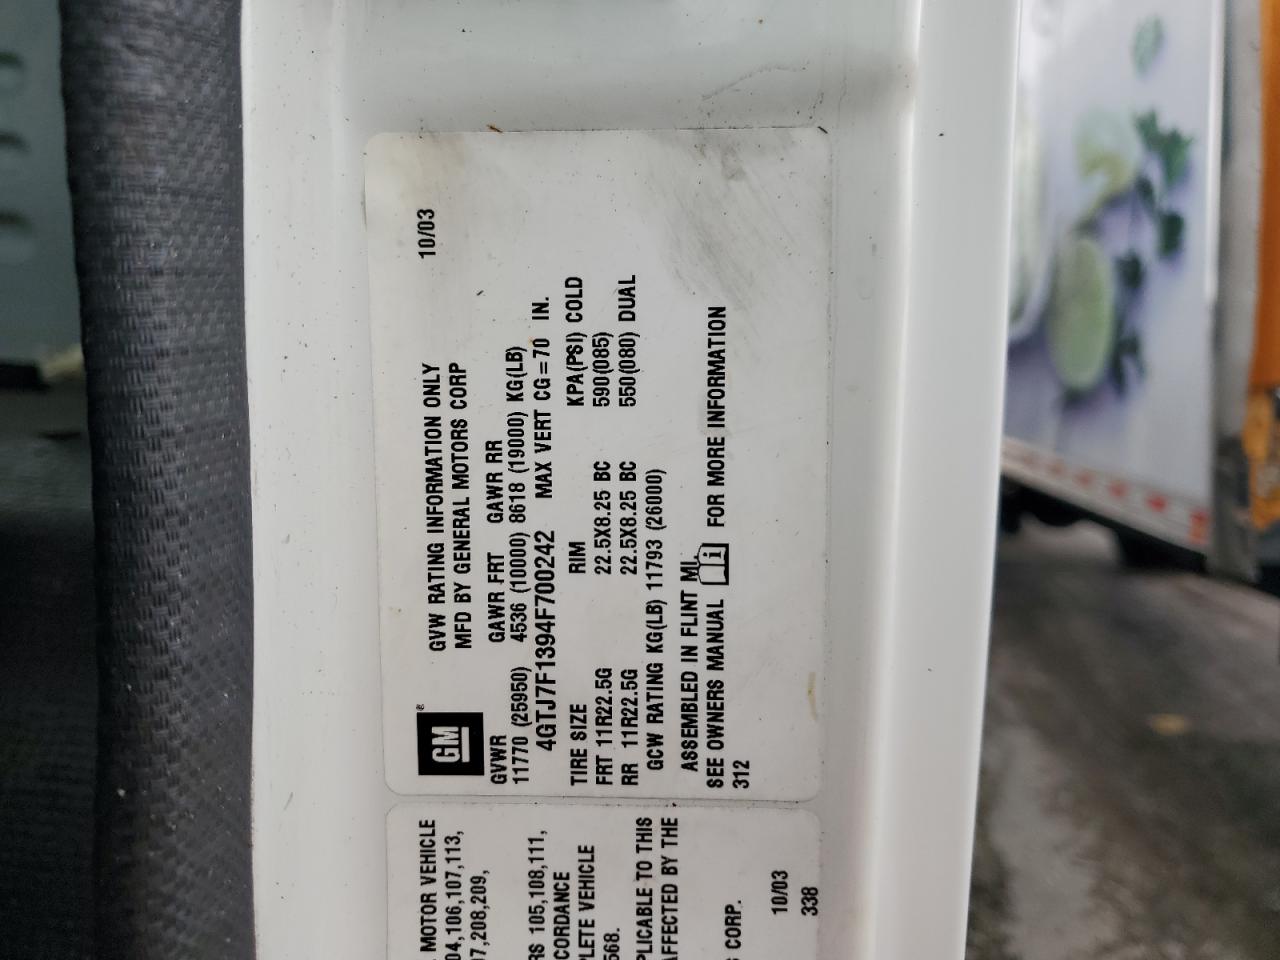 GM
®
GVW RATING INFORMATION ONLY 10/03
MFD BY GENERAL MOTORS CORP
GVWR GAWR FRT GAWR RR
11770 (25950) 4536 (10000) 8618 (19000) KG(LB)
4GTJ7F1394F700242 MAX VERT CG=70 IN.
TIRE SIZE RIM KPA(PSI) COLD
FRT 11R22.5G 22.5X8.25 BC 590(085)
RR 11R22.5G 22.5X8.25 BC 550(080) DUAL
GCW RATING KG(LB) 11793 (26000)
ASSEMBLED IN FLINT MI
SEE OWNERS MANUAL i FOR MORE INFORMATION
312
MOTOR VEHICLE
04,106,107,113,
7,208,209,
RS 105,108,111,
CORDANCE
PLETE VEHICLE
568.
PLICABLE TO THIS
AFFECTED BY THE
CORP.
10/03
338